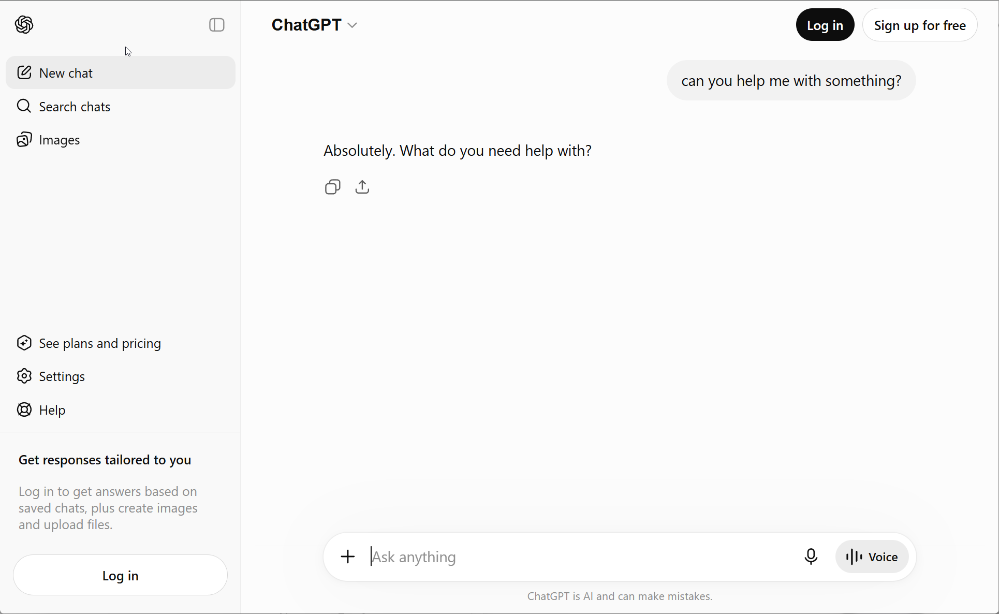 ChatGPT
Log in
Sign up for free
New chat
Search chats
Images
can you help me with something?
Absolutely. What do you need help with?
See plans and pricing
Settings
Help
Get responses tailored to you
Log in to get answers based on
saved chats, plus create images
and upload files.
Log in
Ask anything
Voice
ChatGPT is AI and can make mistakes.